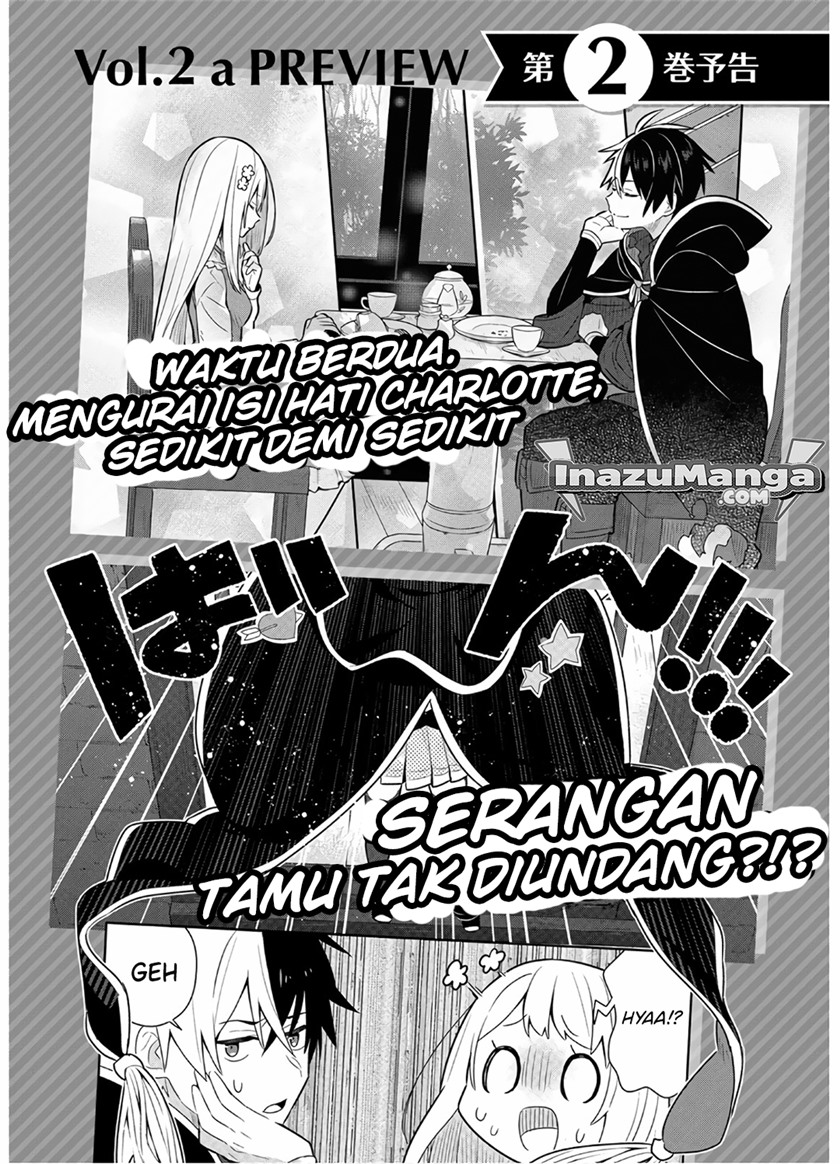 Vol.2 a PREVIEW
第2巻予告
WAKTU BERDUA.
MENGURAI ISI HATI CHARLOTTE,
SEDIKIT DEMI SEDIKIT
InazuManga
.COM
ばーん!!!
SERANGAN
TAMU TAK DIUNDANG?!?
GEH
HYAA!?